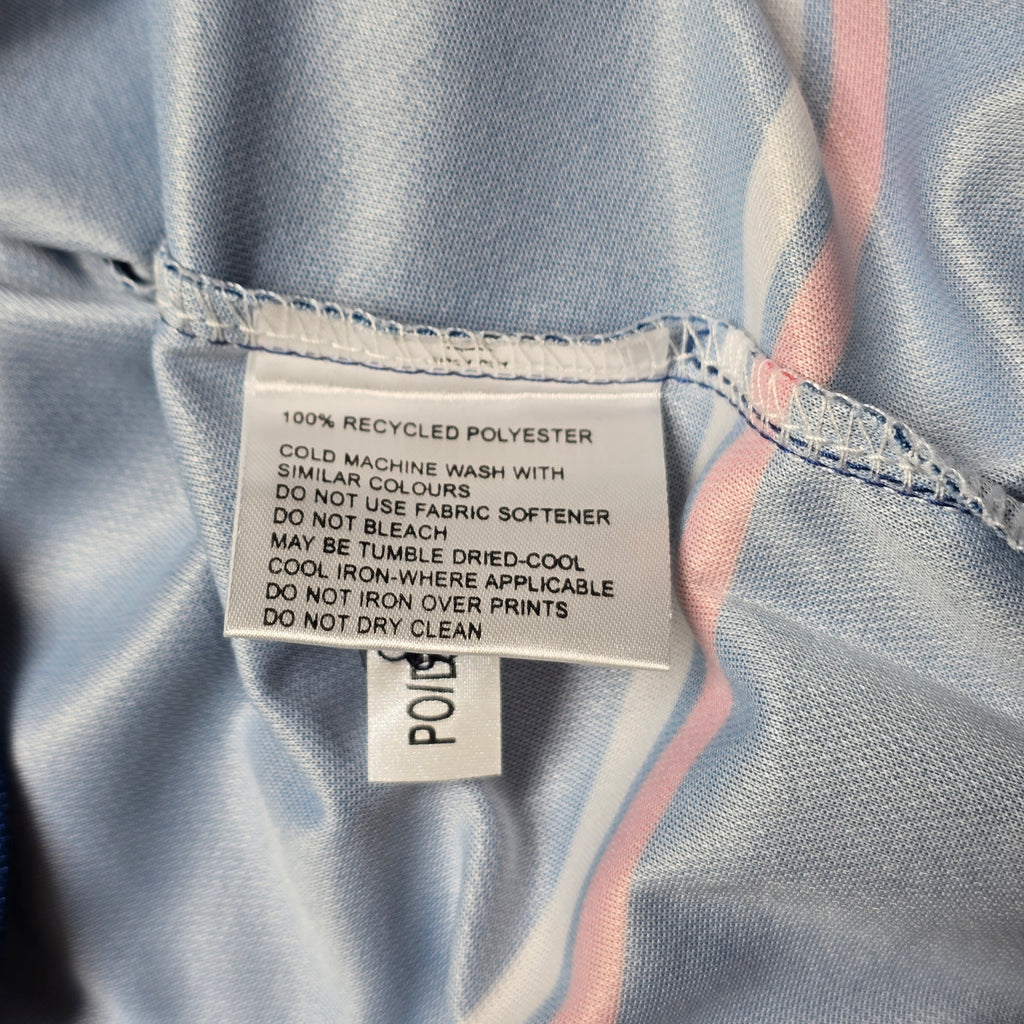 100% RECYCLED POLYESTER
COLD MACHINE WASH WITH
SIMILAR COLOURS
DO NOT USE FABRIC SOFTENER
DO NOT BLEACH
MAY BE TUMBLE DRIED-COOL
COOL IRON-WHERE APPLICABLE
DO NOT IRON OVER PRINTS
DO NOT DRY CLEAN